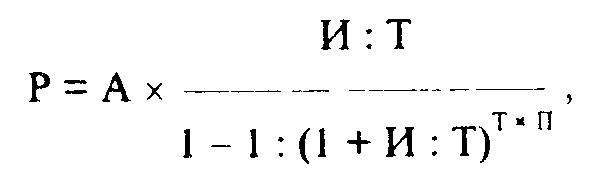 И : Т
Р = А × ————————,
1 – 1 : (1 + И : Т)^Т × П